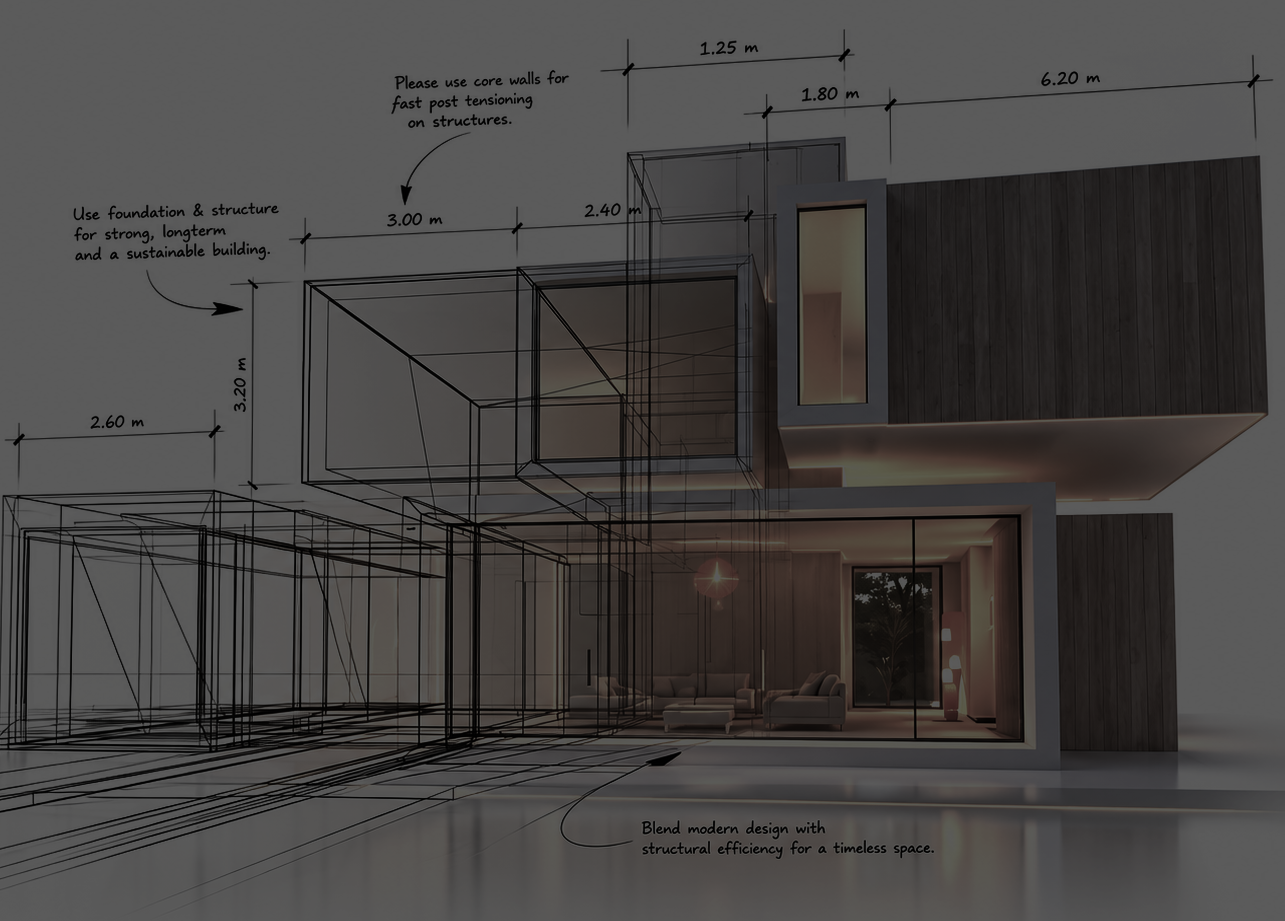 1.25 m
6.20 m
1.80 m
Please use core walls for
fast post tensioning
on structures.
Use foundation & structure
for strong, longterm
and a sustainable building.
3.00 m
2.40 m
3.20 m
2.60 m
Blend modern design with
structural efficiency for a timeless space.